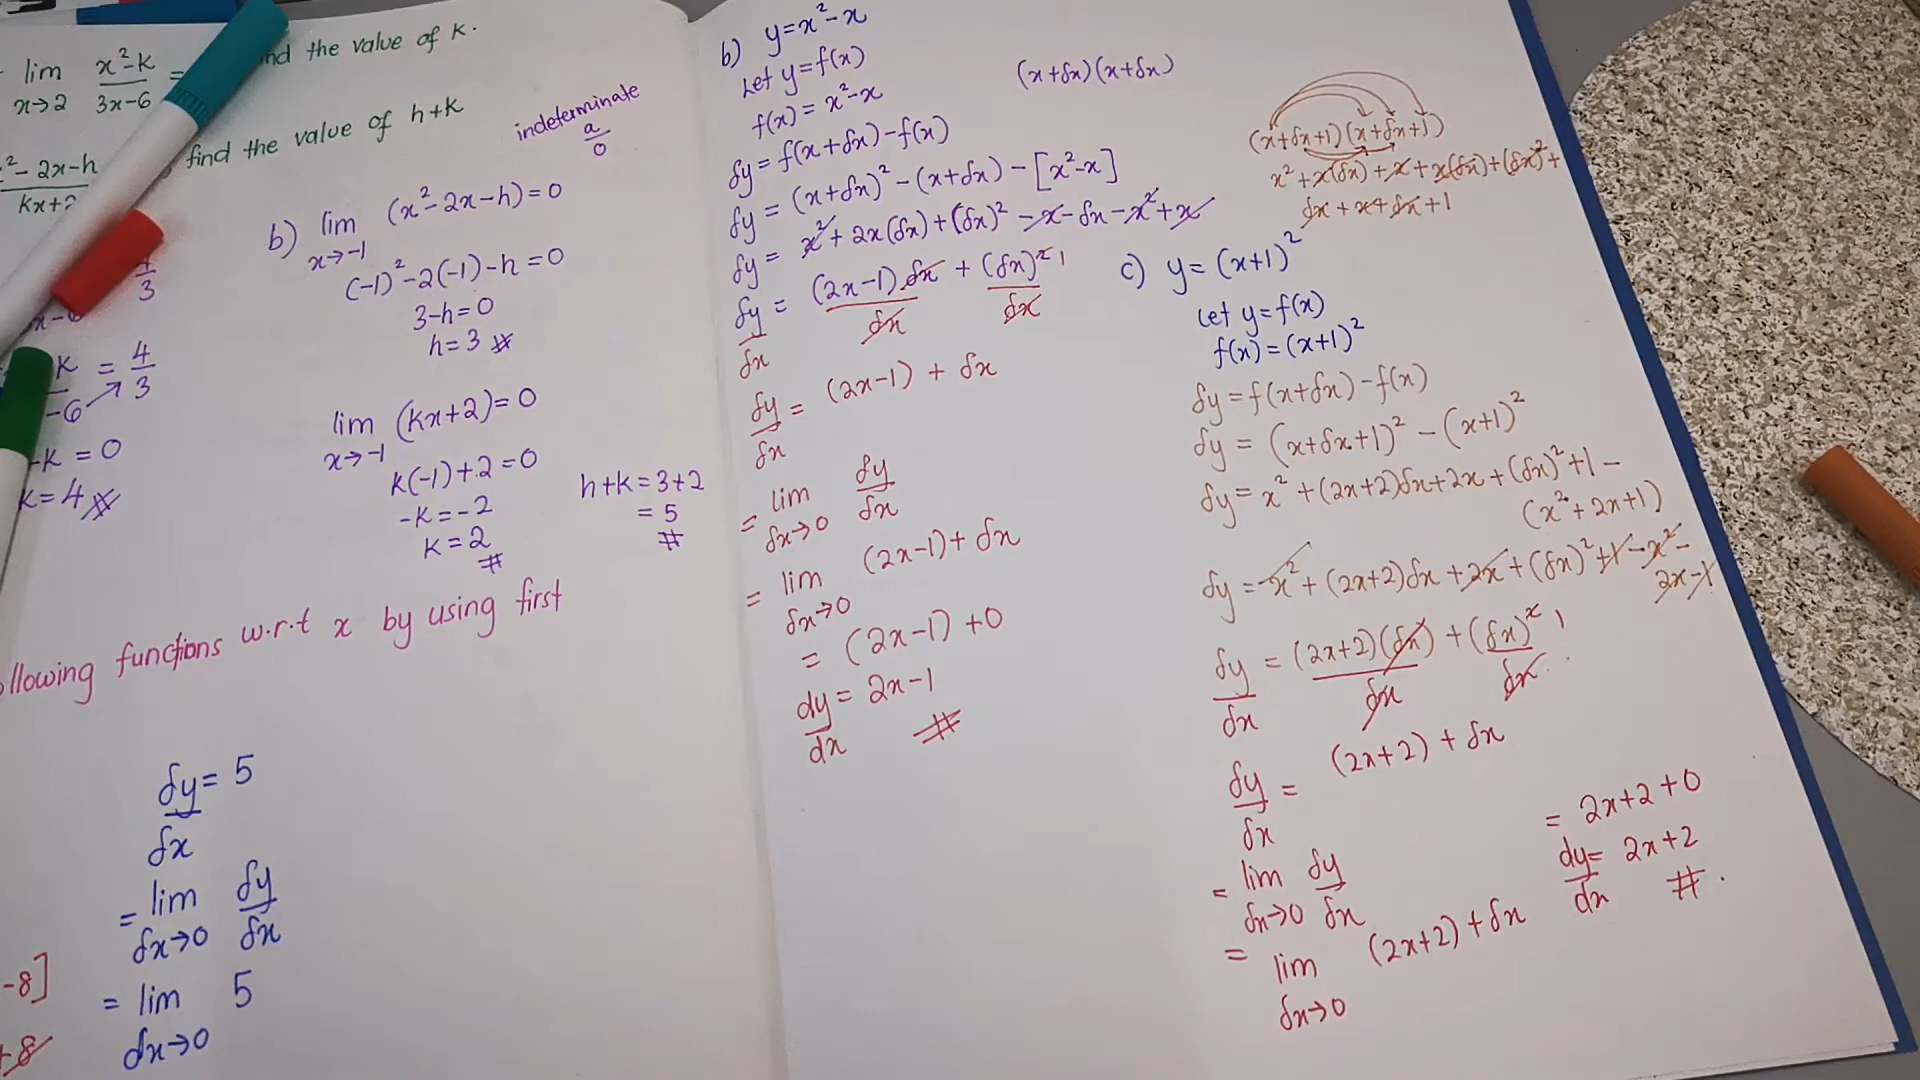 lim x²-k = nd the value of k.
x→2 3x-6
find the value of h+k
² - 2x-h
kx+2
indeterminate
a
0
4
3
k = 4
-6 3
-k = 0
k = 4 #
b) lim (x² - 2x - h) = 0
x→-1
(-1)² - 2(-1) - h = 0
3-h = 0
h = 3 #
lim (kx+2) = 0
x→-1
k(-1)+2 = 0
-k = -2
k = 2
#
h+k = 3+2
= 5
#
ollowing functions w.r.t x by using first
δy = 5
δx
= lim δy
δx→0 δx
= lim 5
δx→0
-8]
+8
b) y = x² - x
Let y = f(x)
f(x) = x² - x
δy = f(x+δx) - f(x)
δy = (x+δx)² - (x+δx) - [x²-x]
δy = x² + 2x(δx) + (δx)² - x - δx - x² + x
δy = (2x-1) δx + (δx)² 1
δx δx δx
δy = (2x-1) + δx
δx
= lim δy
δx→0 δx
= lim (2x-1) + δx
δx→0
= (2x-1) + 0
dy = 2x-1
dx #
(x+δx)(x+δx)
(x+δx+1)(x+δx+1)
x² + x(δx) + x + x(δx) + (δx)² +
δx + x + δx + 1
c) y = (x+1)²
Let y = f(x)
f(x) = (x+1)²
δy = f(x+δx) - f(x)
δy = (x+δx+1)² - (x+1)²
δy = x² + (2x+2)δx + 2x + (δx)² + 1 -
(x² + 2x + 1)
δy = x² + (2x+2)δx + 2x + (δx)² + 1 - x² -
2x - 1
δy = (2x+2)(δx) + (δx)² 1
δx δx δx
δy = (2x+2) + δx
δx
= lim δy
δx→0 δx
= lim (2x+2) + δx
δx→0
= 2x+2+0
dy = 2x+2
dx #